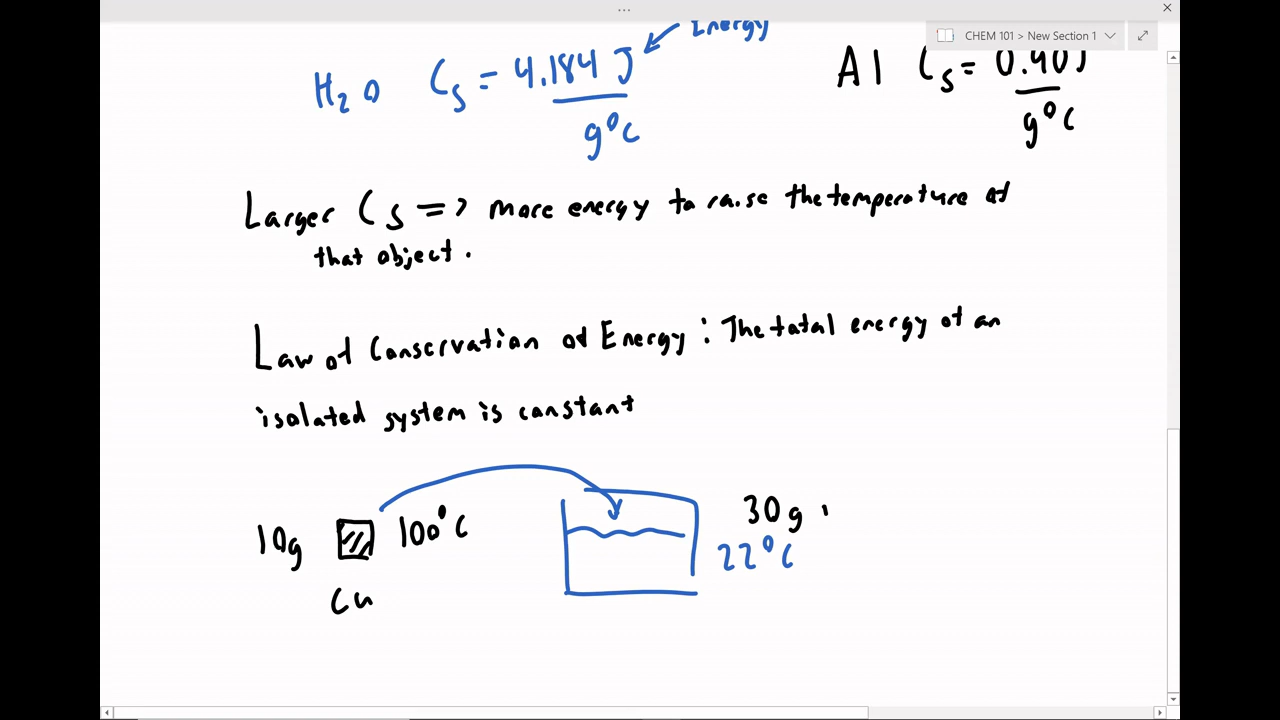 CHEM 101 > New Section 1
Energy
H₂O Cs = 4.184 J
g°C
Al Cs = 0.90J
g°C
Larger Cs => more energy to raise the temperature of
that object.
Law of Conservation of Energy: The total energy of an
isolated system is constant
10g 100°C
Cu
30g
22°C